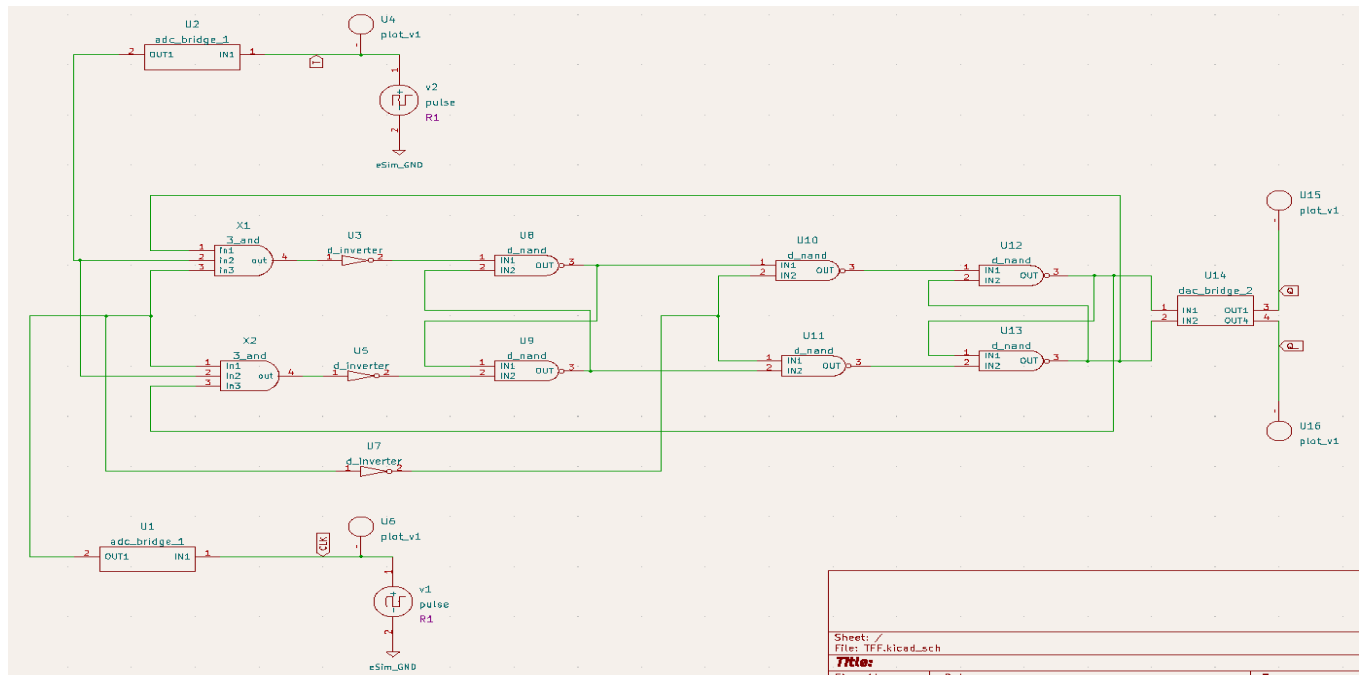 U2
adc_bridge_1
2 OUT1 IN1 1
T
U4
plot_v1
1
v2
pulse
R1
2
eSim_GND
X1
3_and
1 In1
2 in2 out 4
3 in3
U3
d_inverter
1 2
U8
d_nand
1 IN1
2 IN2 OUT 3
U10
d_nand
1 IN1
2 IN2 OUT 3
U12
d_nand
1 IN1
2 IN2 OUT 3
U15
plot_v1
U14
dac_bridge_2
1 IN1 OUT1 3
2 IN2 OUT4 4
Q
Q_
X2
3_and
1 In1
2 In2 out 4
3 In3
U5
d_inverter
1 2
U9
d_nand
1 IN1
2 IN2 OUT 3
U11
d_nand
1 IN1
2 IN2 OUT 3
U13
d_nand
1 IN1
2 IN2 OUT 3
U16
plot_v1
U7
d_inverter
1 2
U1
adc_bridge_1
2 OUT1 IN1 1
CLK
U6
plot_v1
1
v1
pulse
R1
2
eSim_GND
Sheet: /
File: TFF.kicad_sch
Title: